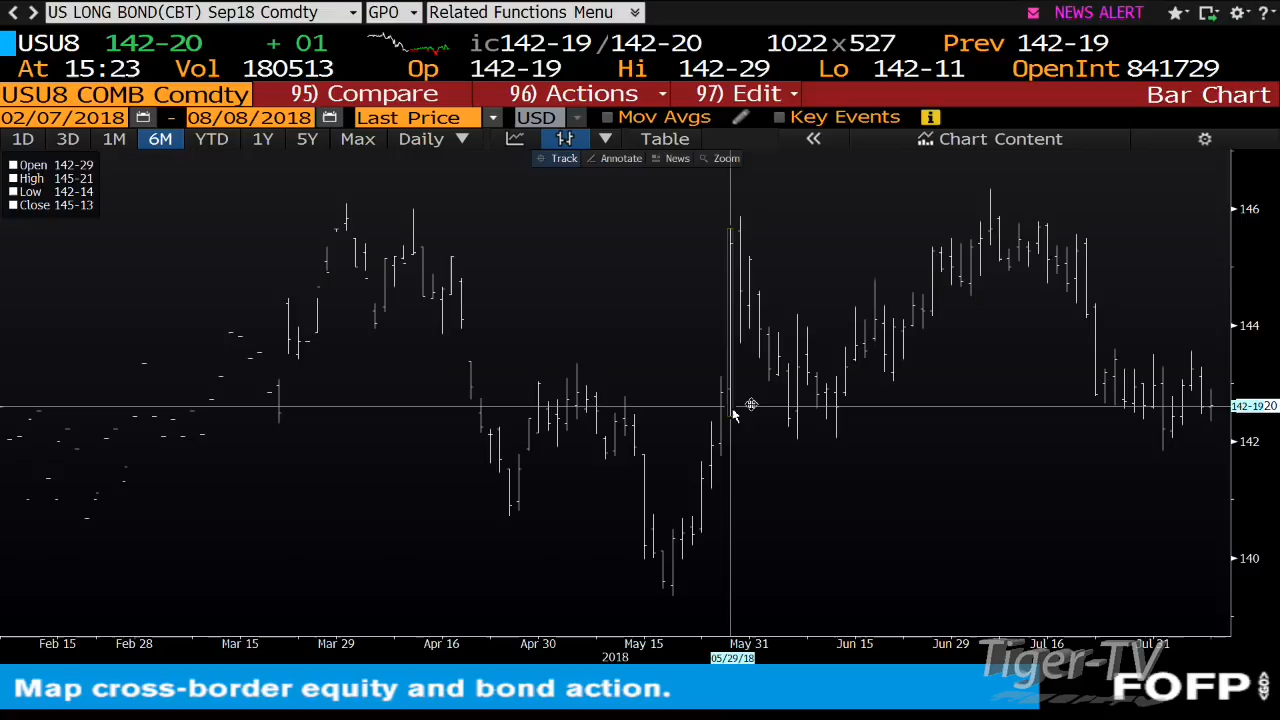 US LONG BOND(CBT) Sep18 Comdty GPO Related Functions Menu NEWS ALERT ?
USU8 142-20 + 01 ic142-19/142-20 1022x527 Prev 142-19
At 15:23 Vol 180513 Op 142-19 Hi 142-29 Lo 142-11 OpenInt 841729
USU8 COMB Comdty 95) Compare 96) Actions 97) Edit Bar Chart
02/07/2018 - 08/08/2018 Last Price USD Mov Avgs Key Events i
1D 3D 1M 6M YTD 1Y 5Y Max Daily Table « Chart Content
Track Annotate News Zoom
Open 142-29
High 145-21
Low 142-14
Close 145-13
146
144
142-19 20
142
140
Feb 15 Feb 28 Mar 15 Mar 29 Apr 16 Apr 30 May 15 May 31 Jun 15 Jun 29 Jul 16 Jul 31
2018 05/29/18
Tiger-TV
Map cross-border equity and bond action. FOFP <GO>